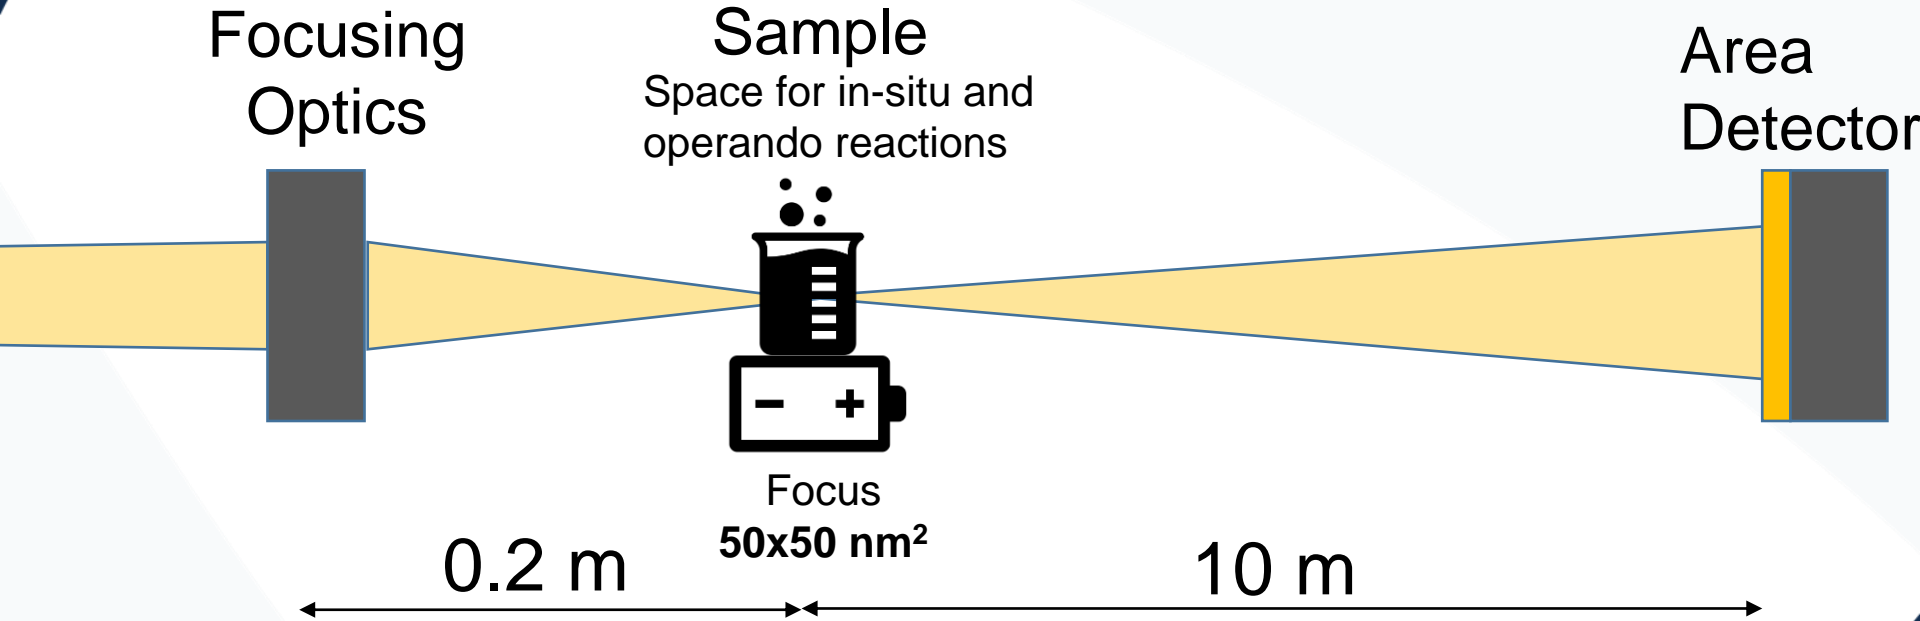 Focusing
Optics
Sample
Space for in-situ and
operando reactions
Area
Detector
Focus
50x50 nm²
0.2 m
10 m